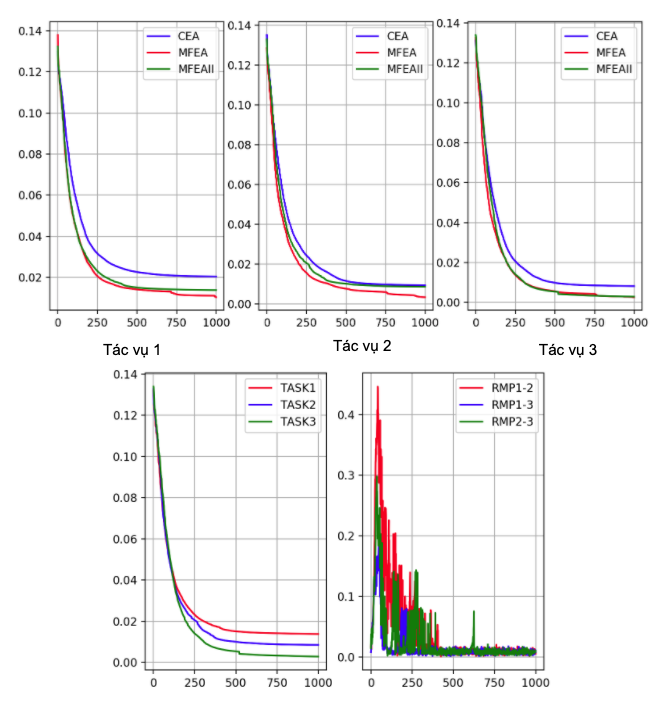 0.14
0.12
0.10
0.08
0.06
0.04
0.02
0 250 500 750 1000
CEA
MFEA
MFEAII
Tác vụ 1
0.14
0.12
0.10
0.08
0.06
0.04
0.02
0.00
0 250 500 750 1000
CEA
MFEA
MFEAII
Tác vụ 2
0.14
0.12
0.10
0.08
0.06
0.04
0.02
0.00
0 250 500 750 1000
CEA
MFEA
MFEAII
Tác vụ 3
0.14
0.12
0.10
0.08
0.06
0.04
0.02
0.00
0 250 500 750 1000
TASK1
TASK2
TASK3
0.4
0.3
0.2
0.1
0.0
0 250 500 750 1000
RMP1-2
RMP1-3
RMP2-3